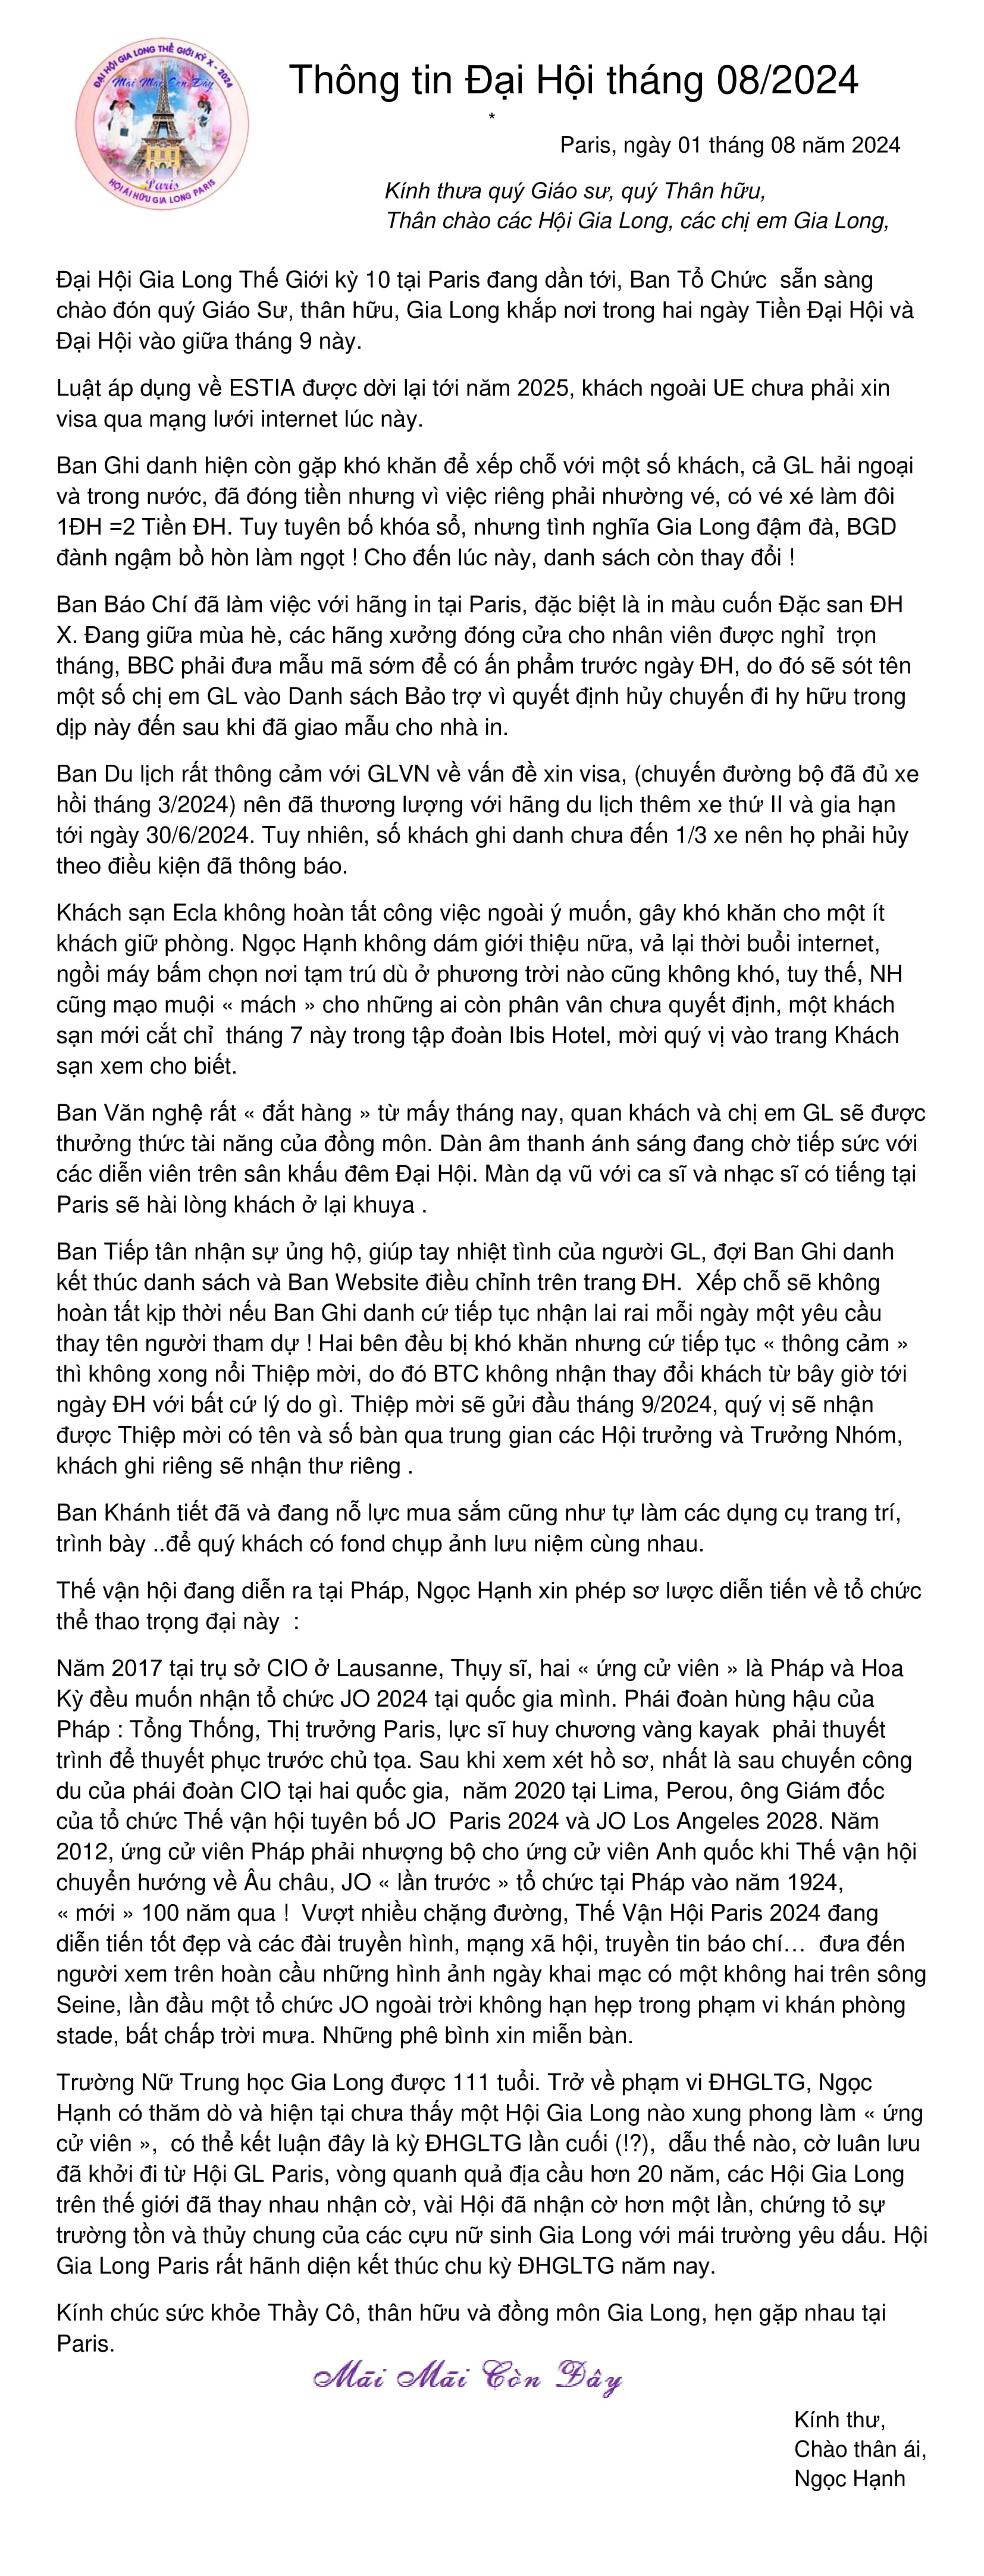 ĐẠI HỘI GIA LONG THẾ GIỚI KỲ X - 2024
Mãi Mãi Còn Đây
Paris
HỘI ÁI HỮU GIA LONG PARIS
Thông tin Đại Hội tháng 08/2024
*
Paris, ngày 01 tháng 08 năm 2024
Kính thưa quý Giáo sư, quý Thân hữu,
Thân chào các Hội Gia Long, các chị em Gia Long,
Đại Hội Gia Long Thế Giới kỳ 10 tại Paris đang dần tới, Ban Tổ Chức  sẵn sàng
chào đón quý Giáo Sư, thân hữu, Gia Long khắp nơi trong hai ngày Tiền Đại Hội và
Đại Hội vào giữa tháng 9 này.
Luật áp dụng về ESTIA được dời lại tới năm 2025, khách ngoài UE chưa phải xin
visa qua mạng lưới internet lúc này.
Ban Ghi danh hiện còn gặp khó khăn để xếp chỗ với một số khách, cả GL hải ngoại
và trong nước, đã đóng tiền nhưng vì việc riêng phải nhường vé, có vé xé làm đôi
1ĐH =2 Tiền ĐH. Tuy tuyên bố khóa sổ, nhưng tình nghĩa Gia Long đậm đà, BGD
đành ngậm bồ hòn làm ngọt ! Cho đến lúc này, danh sách còn thay đổi !
Ban Báo Chí đã làm việc với hãng in tại Paris, đặc biệt là in màu cuốn Đặc san ĐH
X. Đang giữa mùa hè, các hãng xưởng đóng cửa cho nhân viên được nghỉ  trọn
tháng, BBC phải đưa mẫu mã sớm để có ấn phẩm trước ngày ĐH, do đó sẽ sót tên
một số chị em GL vào Danh sách Bảo trợ vì quyết định hủy chuyến đi hy hữu trong
dịp này đến sau khi đã giao mẫu cho nhà in.
Ban Du lịch rất thông cảm với GLVN về vấn đề xin visa, (chuyến đường bộ đã đủ xe
hồi tháng 3/2024) nên đã thương lượng với hãng du lịch thêm xe thứ II và gia hạn
tới ngày 30/6/2024. Tuy nhiên, số khách ghi danh chưa đến 1/3 xe nên họ phải hủy
theo điều kiện đã thông báo.
Khách sạn Ecla không hoàn tất công việc ngoài ý muốn, gây khó khăn cho một ít
khách giữ phòng. Ngọc Hạnh không dám giới thiệu nữa, vả lại thời buổi internet,
ngồi máy bấm chọn nơi tạm trú dù ở phương trời nào cũng không khó, tuy thế, NH
cũng mạo muội « mách » cho những ai còn phân vân chưa quyết định, một khách
sạn mới cắt chỉ  tháng 7 này trong tập đoàn Ibis Hotel, mời quý vị vào trang Khách
sạn xem cho biết.
Ban Văn nghệ rất « đắt hàng » từ mấy tháng nay, quan khách và chị em GL sẽ được
thưởng thức tài năng của đồng môn. Dàn âm thanh ánh sáng đang chờ tiếp sức với
các diễn viên trên sân khấu đêm Đại Hội. Màn dạ vũ với ca sĩ và nhạc sĩ có tiếng tại
Paris sẽ hài lòng khách ở lại khuya .
Ban Tiếp tân nhận sự ủng hộ, giúp tay nhiệt tình của người GL, đợi Ban Ghi danh
kết thúc danh sách và Ban Website điều chỉnh trên trang ĐH.  Xếp chỗ sẽ không
hoàn tất kịp thời nếu Ban Ghi danh cứ tiếp tục nhận lai rai mỗi ngày một yêu cầu
thay tên người tham dự ! Hai bên đều bị khó khăn nhưng cứ tiếp tục « thông cảm »
thì không xong nổi Thiệp mời, do đó BTC không nhận thay đổi khách từ bây giờ tới
ngày ĐH với bất cứ lý do gì. Thiệp mời sẽ gửi đầu tháng 9/2024, quý vị sẽ nhận
được Thiệp mời có tên và số bàn qua trung gian các Hội trưởng và Trưởng Nhóm,
khách ghi riêng sẽ nhận thư riêng .
Ban Khánh tiết đã và đang nỗ lực mua sắm cũng như tự làm các dụng cụ trang trí,
trình bày ..để quý khách có fond chụp ảnh lưu niệm cùng nhau.
Thế vận hội đang diễn ra tại Pháp, Ngọc Hạnh xin phép sơ lược diễn tiến về tổ chức
thể thao trọng đại này  :
Năm 2017 tại trụ sở CIO ở Lausanne, Thụy sĩ, hai « ứng cử viên » là Pháp và Hoa
Kỳ đều muốn nhận tổ chức JO 2024 tại quốc gia mình. Phái đoàn hùng hậu của
Pháp : Tổng Thống, Thị trưởng Paris, lực sĩ huy chương vàng kayak  phải thuyết
trình để thuyết phục trước chủ tọa. Sau khi xem xét hồ sơ, nhất là sau chuyến công
du của phái đoàn CIO tại hai quốc gia,  năm 2020 tại Lima, Perou, ông Giám đốc
của tổ chức Thế vận hội tuyên bố JO  Paris 2024 và JO Los Angeles 2028. Năm
2012, ứng cử viên Pháp phải nhượng bộ cho ứng cử viên Anh quốc khi Thế vận hội
chuyển hướng về Âu châu, JO « lần trước » tổ chức tại Pháp vào năm 1924,
« mới » 100 năm qua !  Vượt nhiều chặng đường, Thế Vận Hội Paris 2024 đang
diễn tiến tốt đẹp và các đài truyền hình, mạng xã hội, truyền tin báo chí…  đưa đến
người xem trên hoàn cầu những hình ảnh ngày khai mạc có một không hai trên sông
Seine, lần đầu một tổ chức JO ngoài trời không hạn hẹp trong phạm vi khán phòng
stade, bất chấp trời mưa. Những phê bình xin miễn bàn.
Trường Nữ Trung học Gia Long được 111 tuổi. Trở về phạm vi ĐHGLTG, Ngọc
Hạnh có thăm dò và hiện tại chưa thấy một Hội Gia Long nào xung phong làm « ứng
cử viên »,  có thể kết luận đây là kỳ ĐHGLTG lần cuối (!?),  dẫu thế nào, cờ luân lưu
đã khởi đi từ Hội GL Paris, vòng quanh quả địa cầu hơn 20 năm, các Hội Gia Long
trên thế giới đã thay nhau nhận cờ, vài Hội đã nhận cờ hơn một lần, chứng tỏ sự
trường tồn và thủy chung của các cựu nữ sinh Gia Long với mái trường yêu dấu. Hội
Gia Long Paris rất hãnh diện kết thúc chu kỳ ĐHGLTG năm nay.
Kính chúc sức khỏe Thầy Cô, thân hữu và đồng môn Gia Long, hẹn gặp nhau tại
Paris.
Mãi Mãi Còn Đây
Kính thư,
Chào thân ái,
Ngọc Hạnh